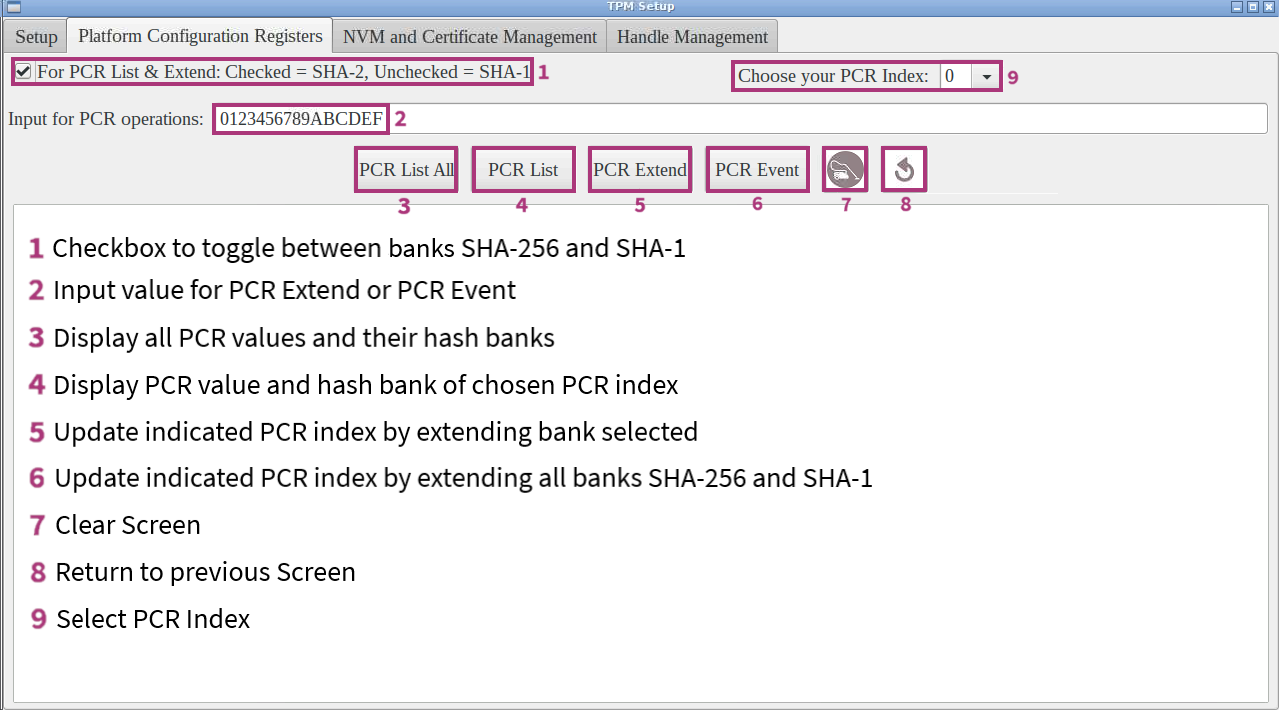 TPM Setup
Setup Platform Configuration Registers NVM and Certificate Management Handle Management
For PCR List & Extend: Checked = SHA-2, Unchecked = SHA-1 1 Choose your PCR Index: 0 9
Input for PCR operations: 0123456789ABCDEF 2
PCR List All PCR List PCR Extend PCR Event
3 4 5 6 7 8
1 Checkbox to toggle between banks SHA-256 and SHA-1
2 Input value for PCR Extend or PCR Event
3 Display all PCR values and their hash banks
4 Display PCR value and hash bank of chosen PCR index
5 Update indicated PCR index by extending bank selected
6 Update indicated PCR index by extending all banks SHA-256 and SHA-1
7 Clear Screen
8 Return to previous Screen
9 Select PCR Index